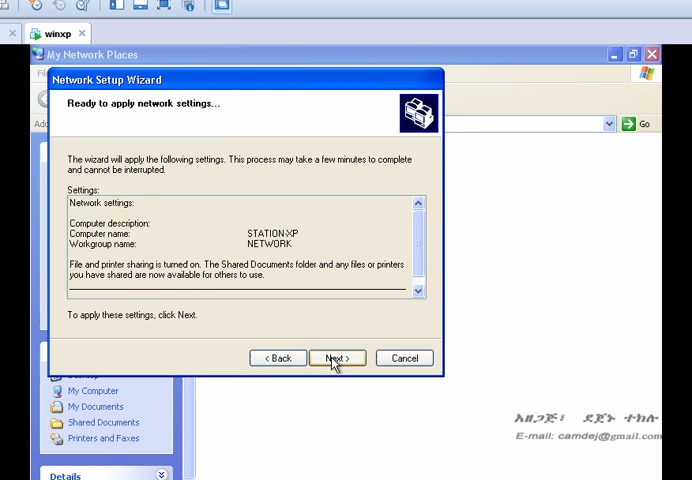 winxp
My Network Places
Network Setup Wizard
Ready to apply network settings...
Go
The wizard will apply the following settings. This process may take a few minutes to complete
and cannot be interrupted.
Settings:
Network settings:
Computer description:
Computer name: STATION-XP
Workgroup name: NETWORK
File and printer sharing is turned on. The Shared Documents folder and any files or printers
you have shared are now available for others to use.
To apply these settings, click Next.
< Back
Next >
Cancel
My Computer
My Documents
Shared Documents
Printers and Faxes
Details
አዘጋጅ፡ ደጀኑ ተክሉ
E-mail: camdej@gmail.com